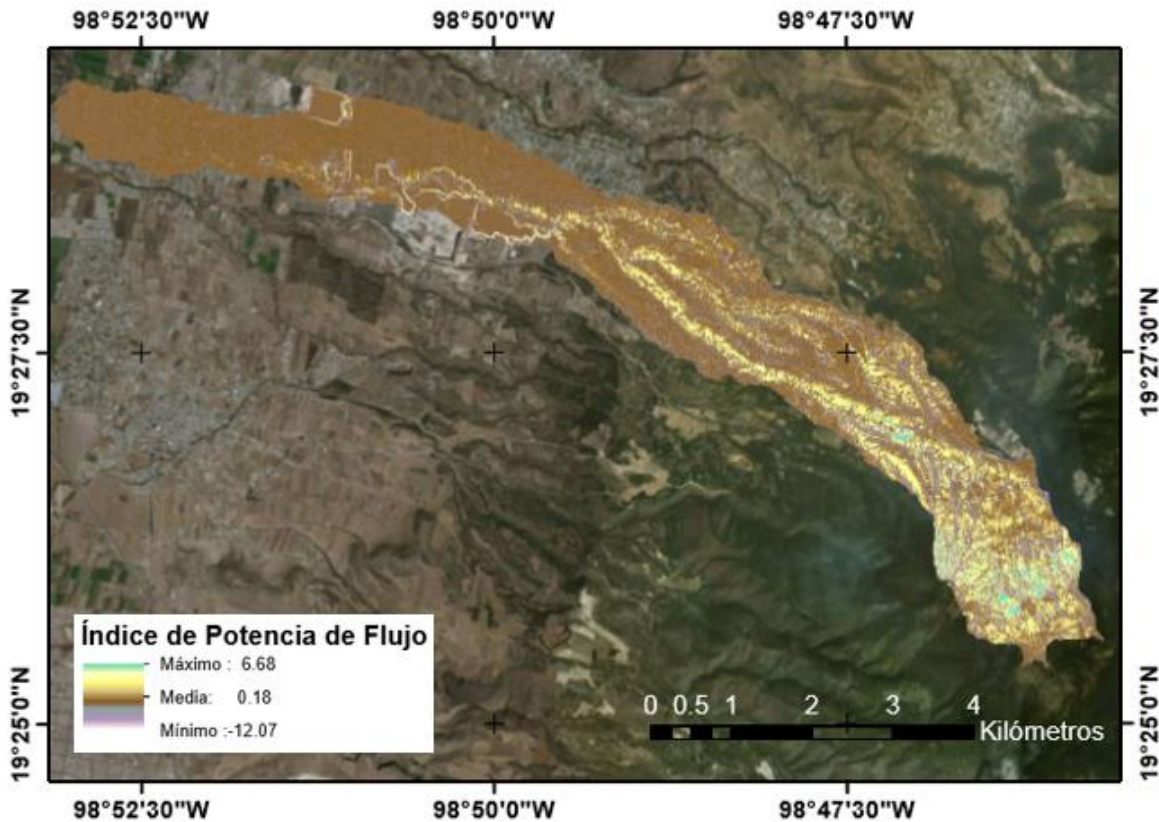 98°52'30"W 98°50'0"W 98°47'30"W
19°27'30"N 19°27'30"N
19°25'0"N 19°25'0"N
Índice de Potencia de Flujo
Máximo : 6.68
Media: 0.18
Mínimo :-12.07
0 0.5 1 2 3 4
Kilómetros
98°52'30"W 98°50'0"W 98°47'30"W